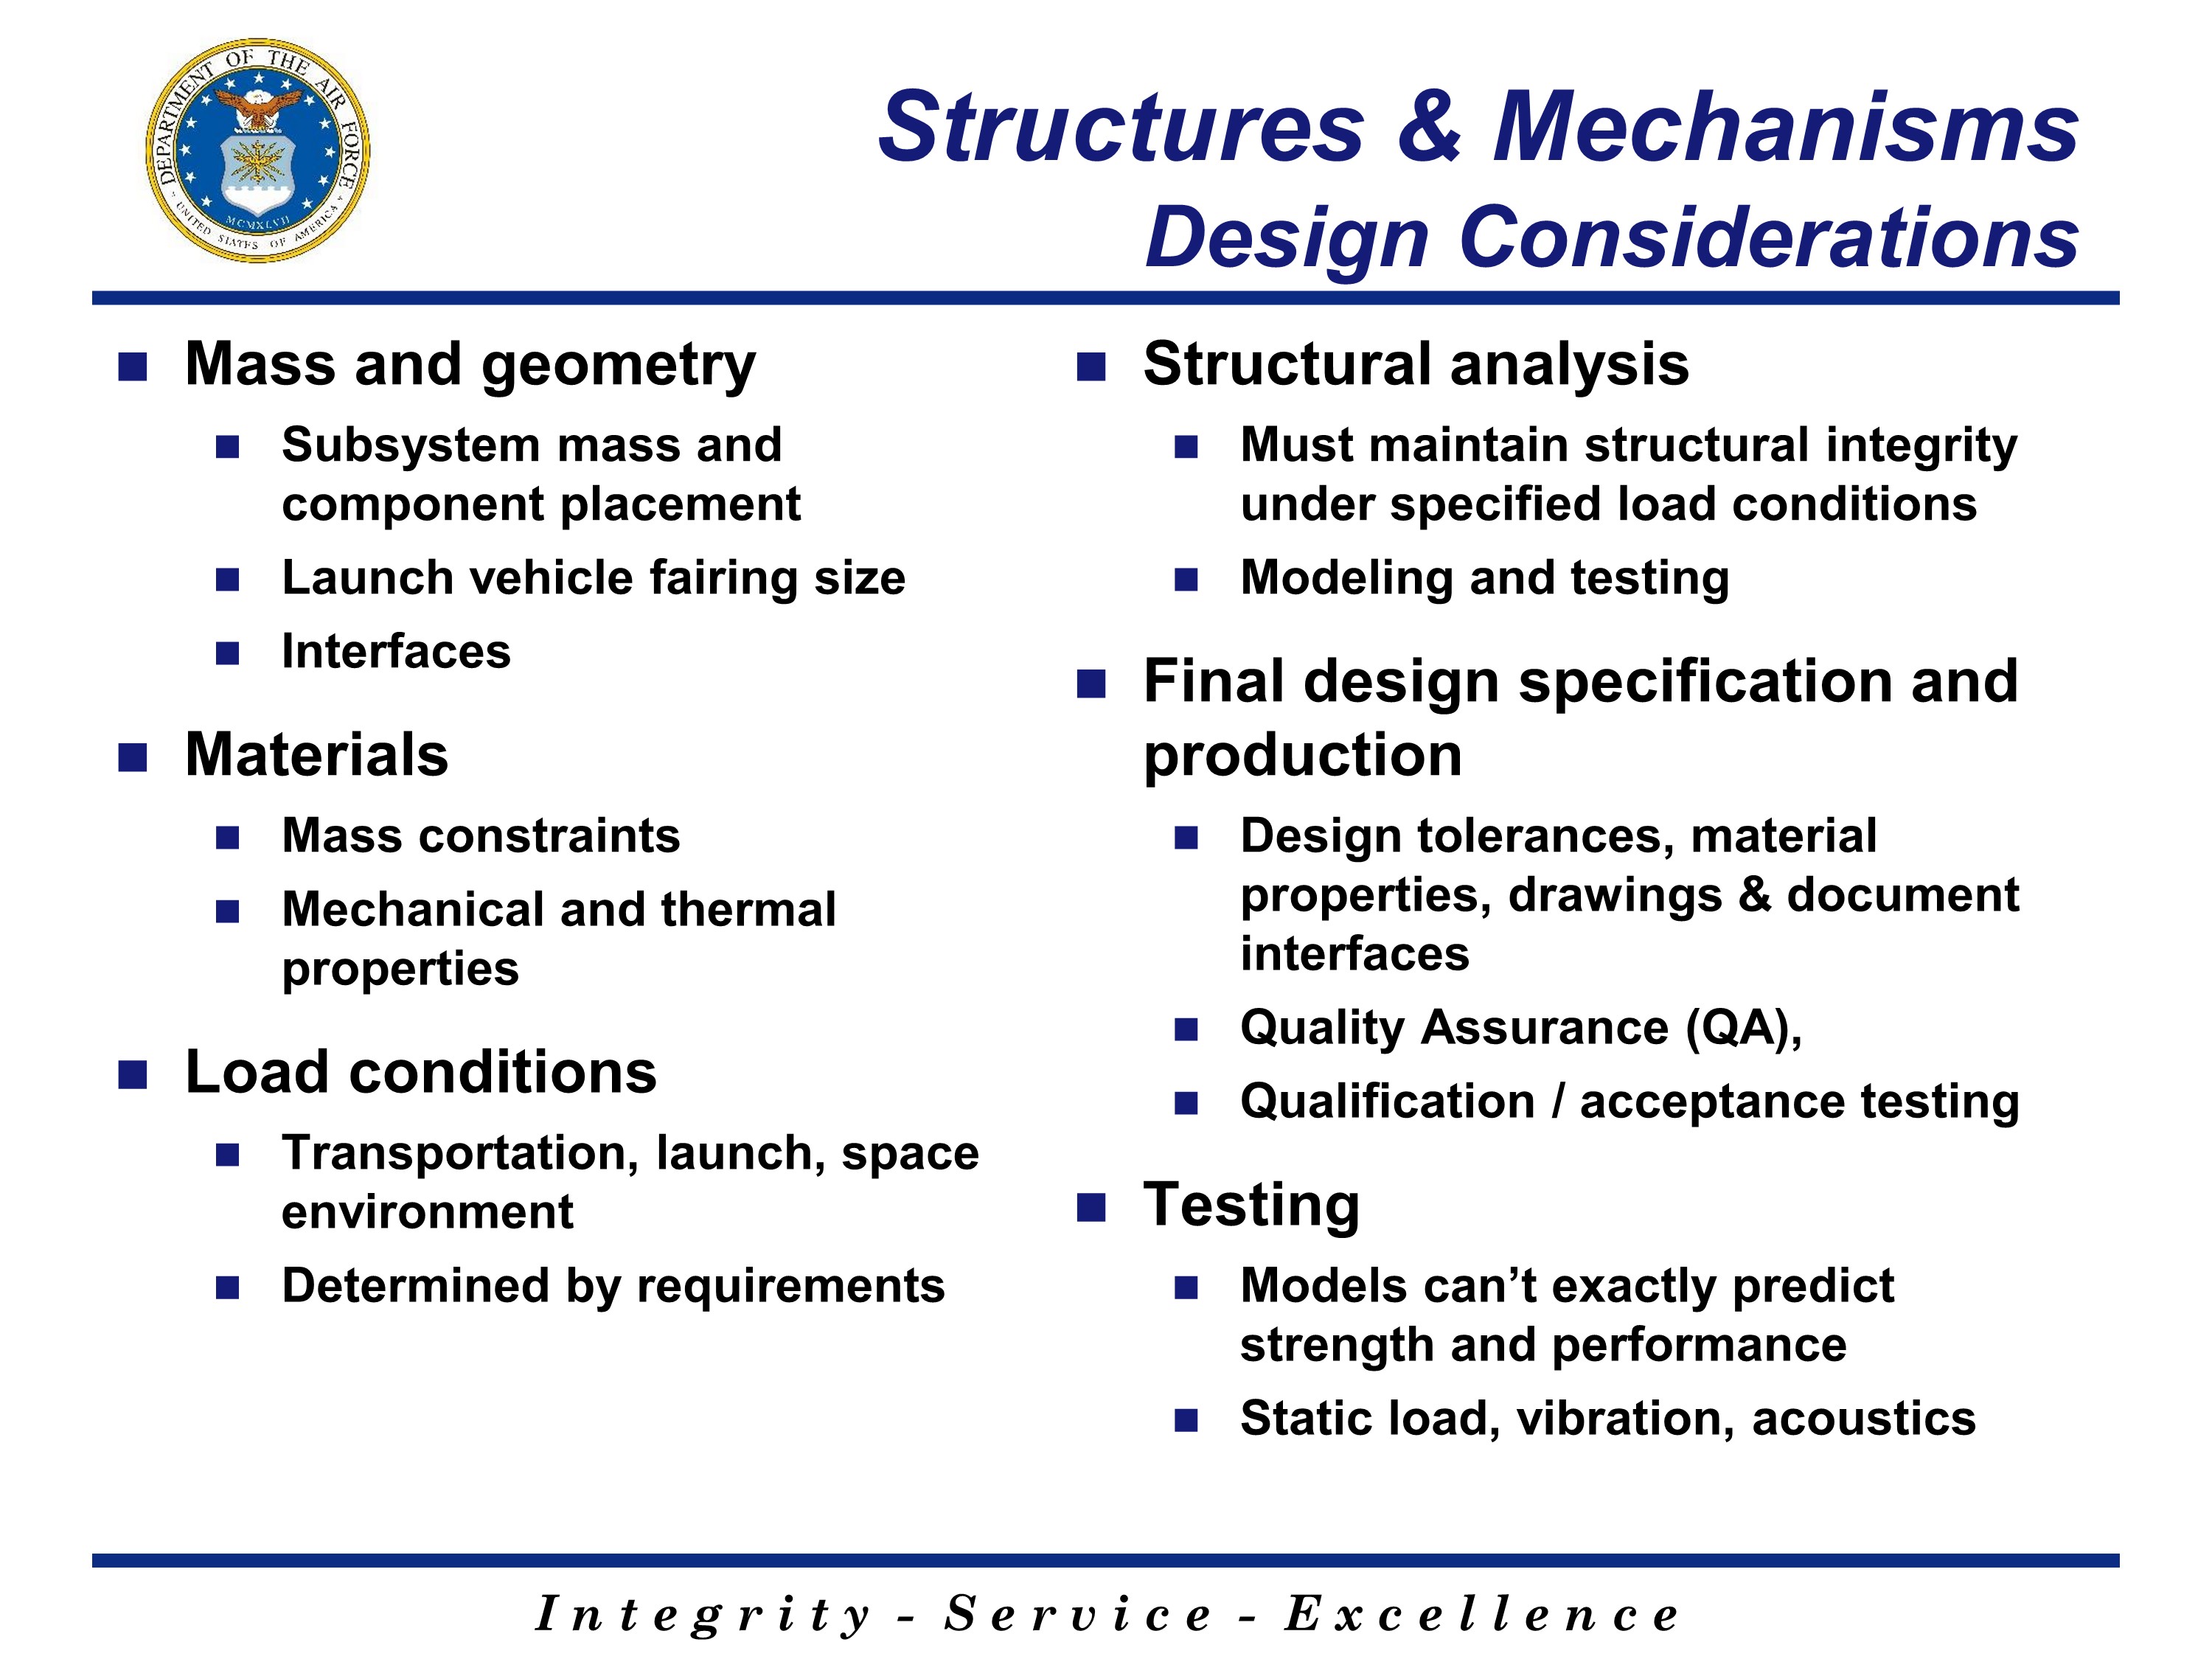 DEPARTMENT OF THE AIR FORCE
UNITED STATES OF AMERICA
MCMXLVII
Structures & Mechanisms
Design Considerations
Mass and geometry
Subsystem mass and
component placement
Launch vehicle fairing size
Interfaces
Materials
Mass constraints
Mechanical and thermal
properties
Load conditions
Transportation, launch, space
environment
Determined by requirements
Structural analysis
Must maintain structural integrity
under specified load conditions
Modeling and testing
Final design specification and
production
Design tolerances, material
properties, drawings & document
interfaces
Quality Assurance (QA),
Qualification / acceptance testing
Testing
Models can’t exactly predict
strength and performance
Static load, vibration, acoustics
Integrity - Service - Excellence